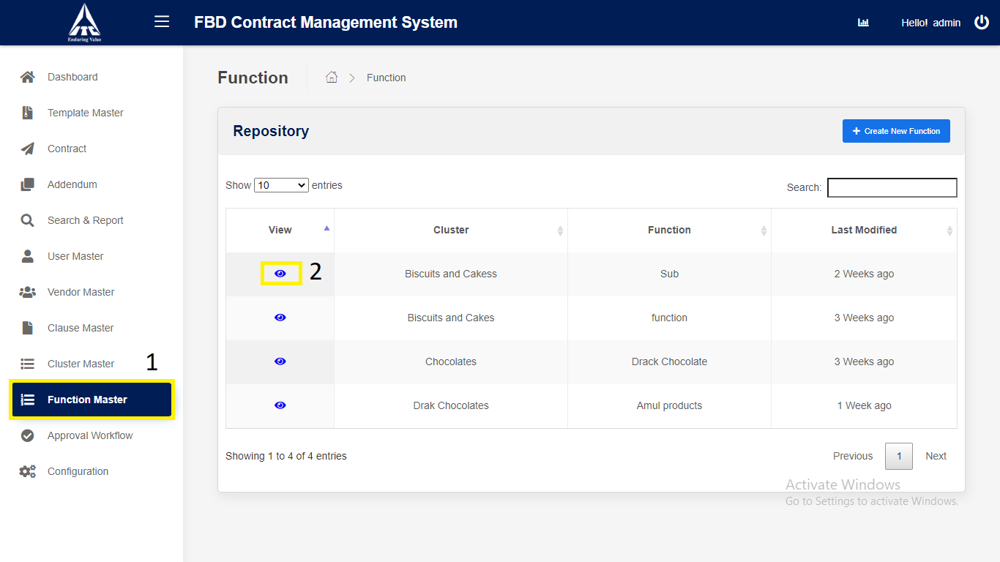 ITC
Enduring Value
FBD Contract Management System
Hello! admin
Dashboard
Template Master
Contract
Addendum
Search & Report
User Master
Vendor Master
Clause Master
Cluster Master
1
Function Master
Approval Workflow
Configuration
Function
Function
Repository
+ Create New Function
Show 10 entries
Search:
View Cluster Function Last Modified
2 Biscuits and Cakess Sub 2 Weeks ago
Biscuits and Cakes function 3 Weeks ago
Chocolates Drack Chocolate 3 Weeks ago
Drak Chocolates Amul products 1 Week ago
Showing 1 to 4 of 4 entries
Previous 1 Next
Activate Windows
Go to Settings to activate Windows.